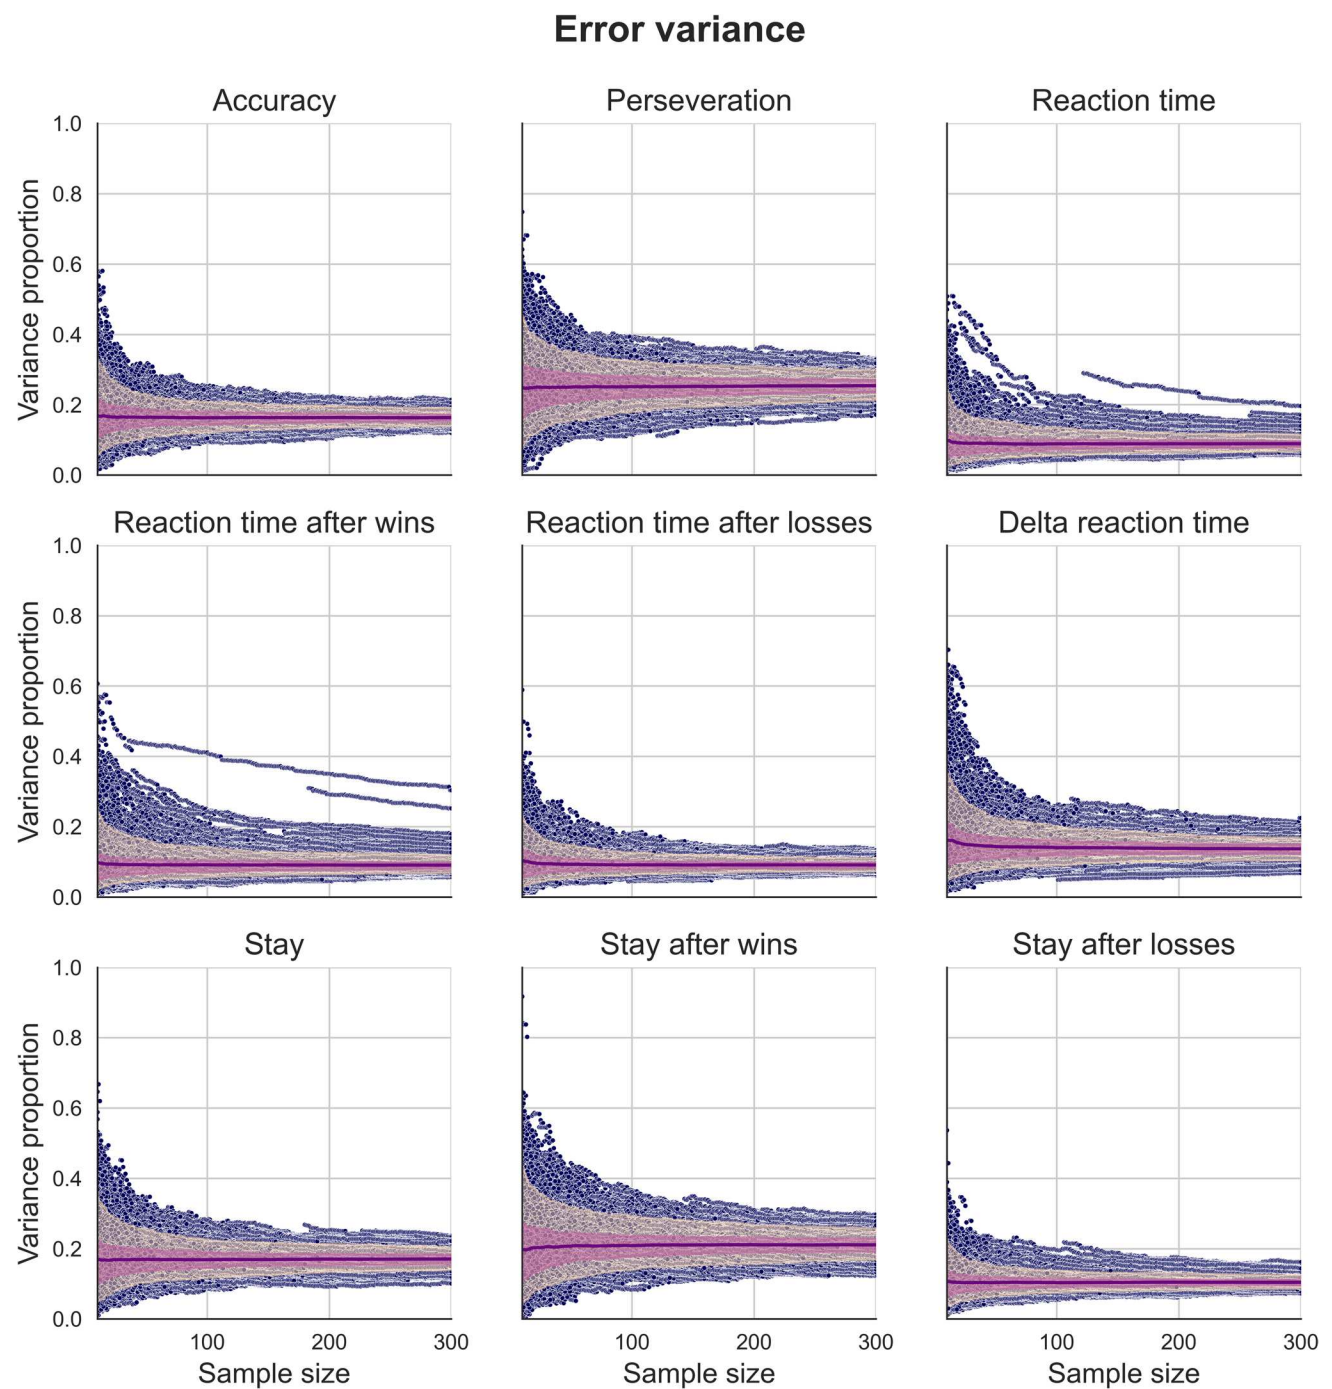 Error variance
Accuracy
Perseveration
Reaction time
Variance proportion
1.0
0.8
0.6
0.4
0.2
0.0
Reaction time after wins
Reaction time after losses
Delta reaction time
Variance proportion
1.0
0.8
0.6
0.4
0.2
0.0
Stay
Stay after wins
Stay after losses
Variance proportion
1.0
0.8
0.6
0.4
0.2
0.0
100 200 300
100 200 300
100 200 300
Sample size
Sample size
Sample size